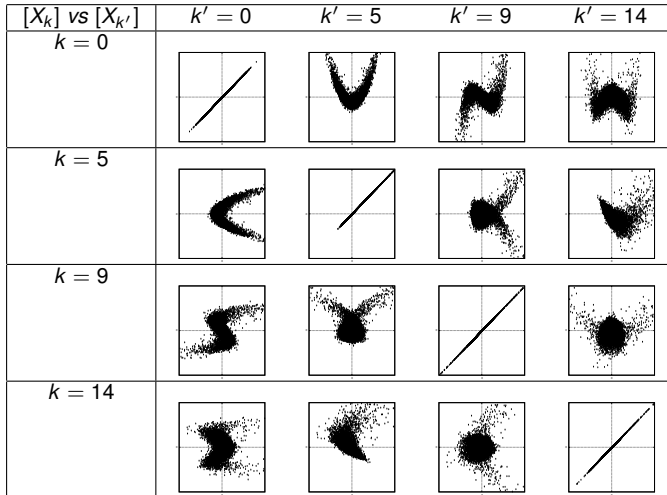 [X_k] vs [X_k′] k′ = 0 k′ = 5 k′ = 9 k′ = 14
k = 0
k = 5
k = 9
k = 14